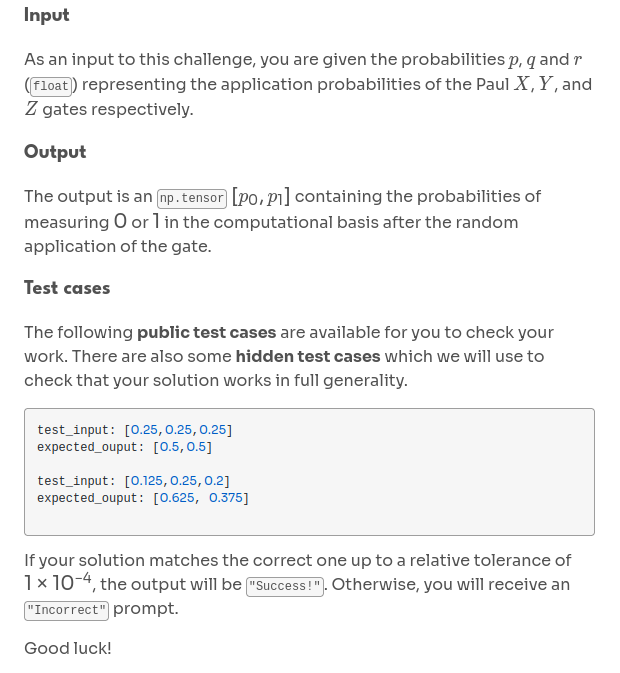 Input
As an input to this challenge, you are given the probabilities p, q and r
(float) representing the application probabilities of the Paul X, Y, and
Z gates respectively.
Output
The output is an np.tensor [p₀, p₁] containing the probabilities of
measuring 0 or 1 in the computational basis after the random
application of the gate.
Test cases
The following public test cases are available for you to check your
work. There are also some hidden test cases which we will use to
check that your solution works in full generality.
test_input: [0.25,0.25,0.25]
expected_ouput: [0.5,0.5]
test_input: [0.125,0.25,0.2]
expected_ouput: [0.625, 0.375]
If your solution matches the correct one up to a relative tolerance of
1 × 10⁻⁴, the output will be "Success!". Otherwise, you will receive an
"Incorrect" prompt.
Good luck!